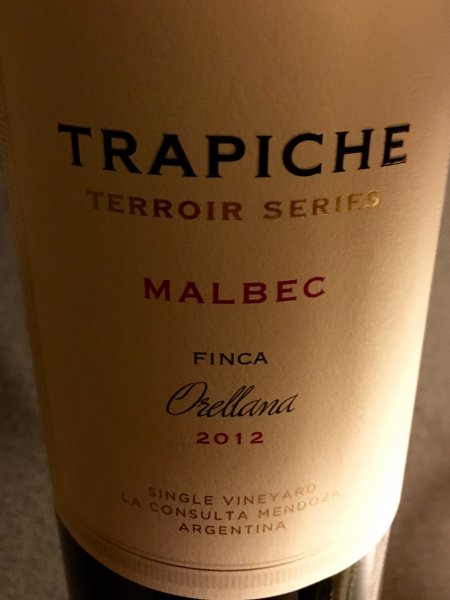 TRAPICHE
TERROIR SERIES
MALBEC
FINCA
Orellana
2012
SINGLE VINEYARD
LA CONSULTA MENDOZA
ARGENTINA